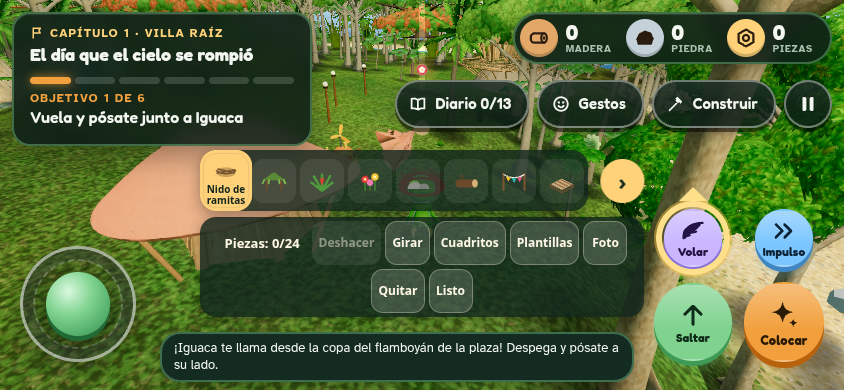 CAPÍTULO 1 · VILLA RAÍZ
El día que el cielo se rompió
OBJETIVO 1 DE 6
Vuela y pósate junto a Iguaca
0
MADERA
0
PIEDRA
0
PIEZAS
Diario 0/13
Gestos
Construir
Nido de
ramitas
›
Piezas: 0/24
Deshacer
Girar
Cuadritos
Plantillas
Foto
Quitar
Listo
Volar
Impulso
Saltar
Colocar
¡Iguaca te llama desde la copa del flamboyán de la plaza! Despega y pósate a
su lado.